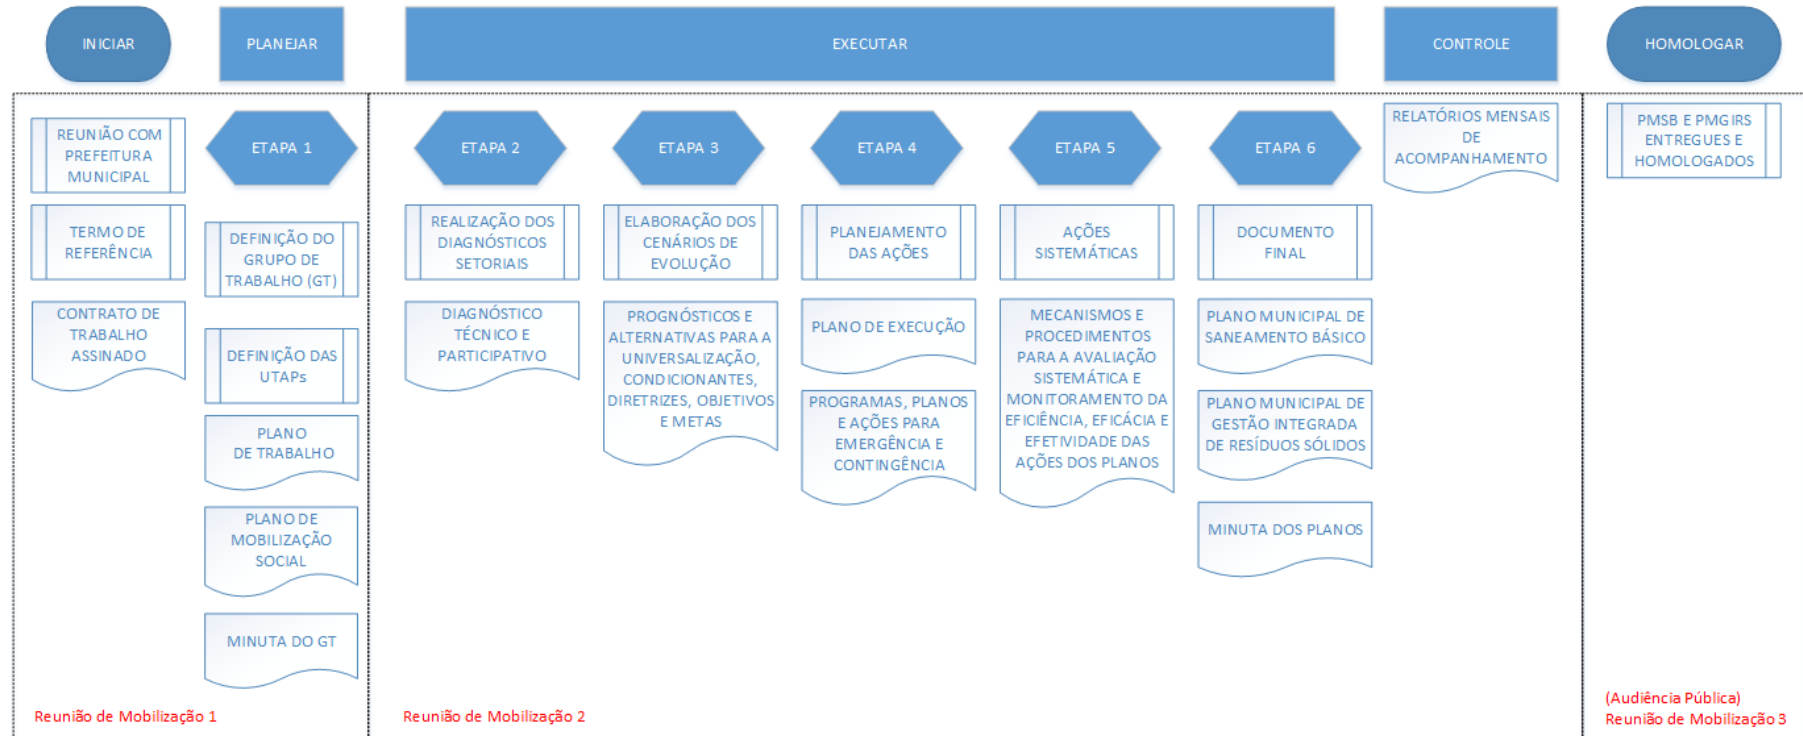 INICIAR
PLANEJAR
EXECUTAR
CONTROLE
HOMOLOGAR
REUNIÃO COM
PREFEITURA
MUNICIPAL
TERMO DE
REFERÊNCIA
CONTRATO DE
TRABALHO
ASSINADO
ETAPA 1
DEFINIÇÃO DO
GRUPO DE
TRABALHO (GT)
DEFINIÇÃO DAS
UTAPs
PLANO
DE TRABALHO
PLANO DE
MOBILIZAÇÃO
SOCIAL
MINUTA DO GT
Reunião de Mobilização 1
ETAPA 2
REALIZAÇÃO DOS
DIAGNÓSTICOS
SETORIAIS
DIAGNÓSTICO
TÉCNICO E
PARTICIPATIVO
ETAPA 3
ELABORAÇÃO DOS
CENÁRIOS DE
EVOLUÇÃO
PROGNÓSTICOS E
ALTERNATIVAS PARA A
UNIVERSALIZAÇÃO,
CONDICIONANTES,
DIRETRIZES, OBJETIVOS
E METAS
ETAPA 4
PLANEJAMENTO
DAS AÇÕES
PLANO DE EXECUÇÃO
PROGRAMAS, PLANOS
E AÇÕES PARA
EMERGÊNCIA E
CONTINGÊNCIA
ETAPA 5
AÇÕES
SISTEMÁTICAS
MECANISMOS E
PROCEDIMENTOS
PARA A AVALIAÇÃO
SISTEMÁTICA E
MONITORAMENTO DA
EFICIÊNCIA, EFICÁCIA E
EFETIVIDADE DAS
AÇÕES DOS PLANOS
ETAPA 6
DOCUMENTO
FINAL
PLANO MUNICIPAL DE
SANEAMENTO BÁSICO
PLANO MUNICIPAL DE
GESTÃO INTEGRADA
DE RESÍDUOS SÓLIDOS
MINUTA DOS PLANOS
RELATÓRIOS MENSAIS
DE
ACOMPANHAMENTO
Reunião de Mobilização 2
PMSB E PMGIRS
ENTREGUES E
HOMOLOGADOS
(Audiência Pública)
Reunião de Mobilização 3